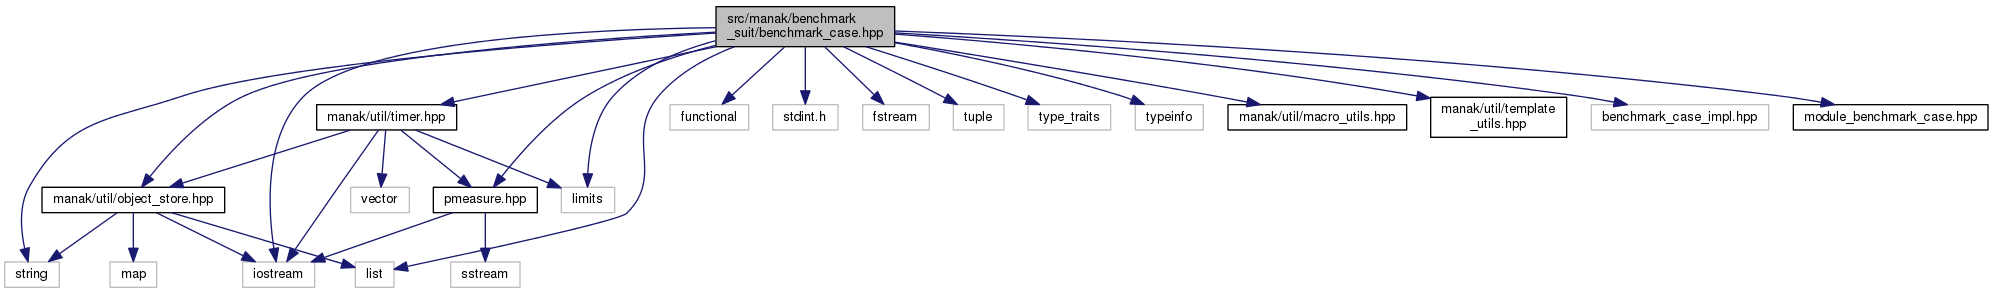 src/manak/benchmark
_suit/benchmark_case.hpp
manak/util/timer.hpp
functional
stdint.h
fstream
tuple
type_traits
typeinfo
manak/util/macro_utils.hpp
manak/util/template
_utils.hpp
benchmark_case_impl.hpp
module_benchmark_case.hpp
manak/util/object_store.hpp
vector
pmeasure.hpp
limits
string
map
iostream
list
sstream